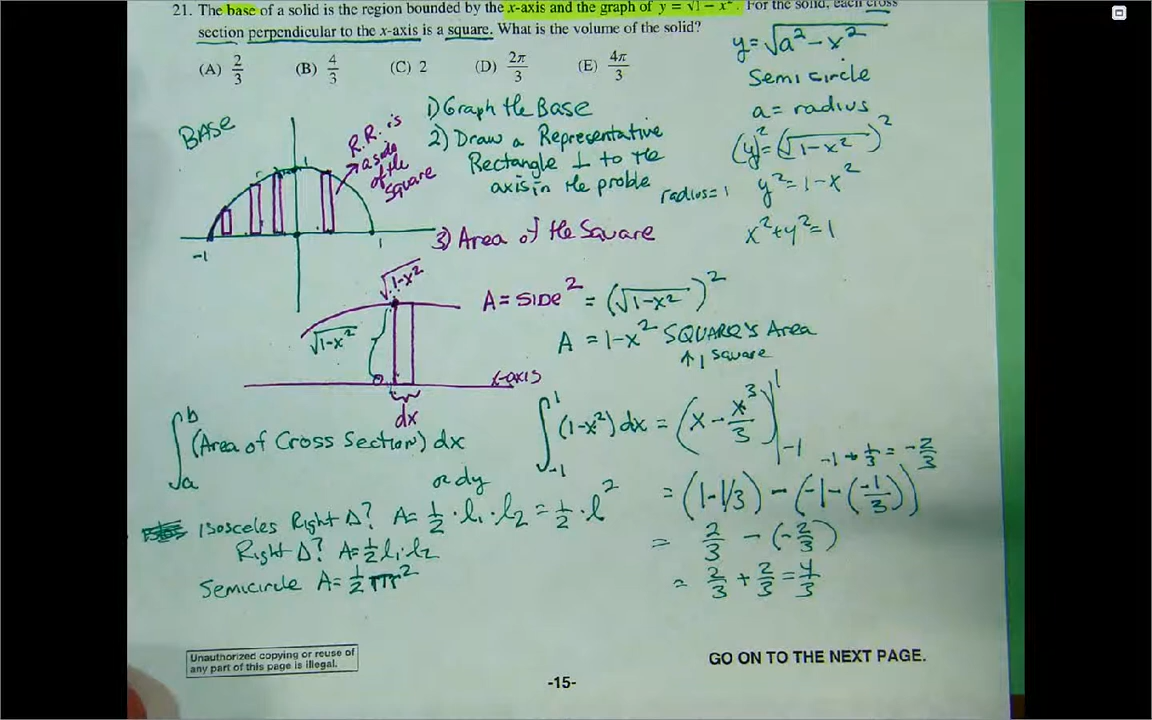 21. The base of a solid is the region bounded by the x-axis and the graph of y = √1 − x². For the solid, each cross
section perpendicular to the x-axis is a square. What is the volume of the solid?
(A) 2/3 (B) 4/3 (C) 2 (D) 2π/3 (E) 4π/3
y = √a² − x²
Semi circle
a = radius
(y)² = (√1 − x²)²
radius = 1 y² = 1 − x²
x² + y² = 1
BASE
1) Graph the Base
2) Draw a Representative
Rectangle ⊥ to the
axis in the proble
R.R. is
a side
of the
square
1
-1
1
3) Area of the Square
√1-x²
√1-x²
x-axis
dx
A = SIDE² = (√1-x²)²
A = 1-x² SQUARE'S Area
↑ 1 square
∫_a^b (Area of Cross Section) dx
or dy
∫_-1^1 (1-x²) dx = (x - x³/3)|_-1^1
-1 + 1/3 = -2/3
= (1-1/3) - (-1-(-1/3))
= 2/3 - (-2/3)
= 2/3 + 2/3 = 4/3
Isosceles Right Δ? A = 1/2 · l₁ · l₂ = 1/2 · l²
Right Δ? A = 1/2 l₁ l₂
Semicircle A = 1/2 πr²
Unauthorized copying or reuse of
any part of this page is illegal.
GO ON TO THE NEXT PAGE.
-15-